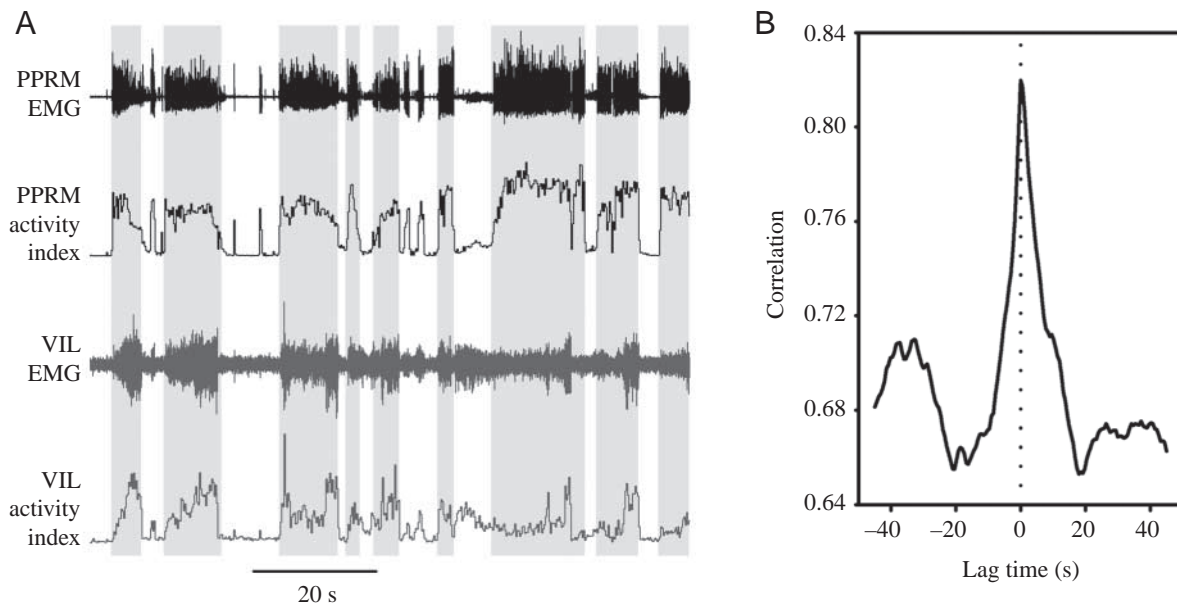 A
PPRM
EMG
PPRM
activity
index
VIL
EMG
VIL
activity
index
20 s
B
0.84
0.80
0.76
0.72
0.68
0.64
Correlation
–40
–20
0
20
40
Lag time (s)